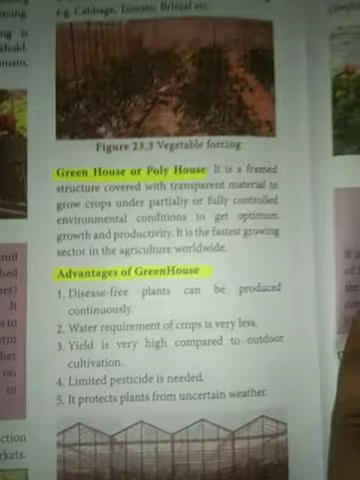 e.g. Cabbage, Tomato, Brinjal etc.
Figure 23.3 Vegetable forcing
Green House or Poly House It is a framed
structure covered with transparent material to
grow crops under partially or fully controlled
environmental conditions to get optimum
growth and productivity. It is the fastest growing
sector in the agriculture worldwide.
Advantages of GreenHouse
1. Disease-free plants can be produced
continuously.
2. Water requirement of crops is very less.
3. Yield is very high compared to outdoor
cultivation.
4. Limited pesticide is needed.
5. It protects plants from uncertain weather.